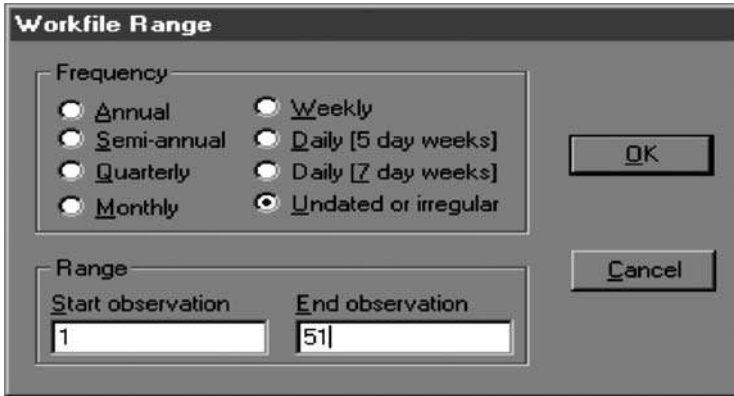 Workfile Range
Frequency
Annual
Semi-annual
Quarterly
Monthly
Weekly
Daily [5 day weeks]
Daily [7 day weeks]
Undated or irregular
Range
Start observation
1
End observation
51
OK
Cancel